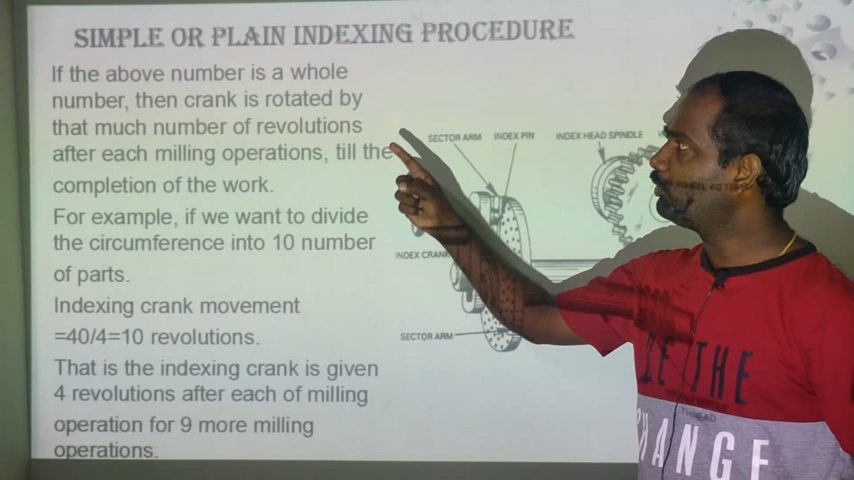 SIMPLE OR PLAIN INDEXING PROCEDURE
If the above number is a whole
number, then crank is rotated by
that much number of revolutions
after each milling operations, till the
completion of the work.
For example, if we want to divide
the circumference into 10 number
of parts.
Indexing crank movement
=40/4=10 revolutions.
That is the indexing crank is given
4 revolutions after each of milling
operation for 9 more milling
operations.
SECTOR ARM
INDEX PIN
INDEX HEAD SPINDLE
INDEX CRANK
SECTOR ARM
THREAD
THE
CHANGE